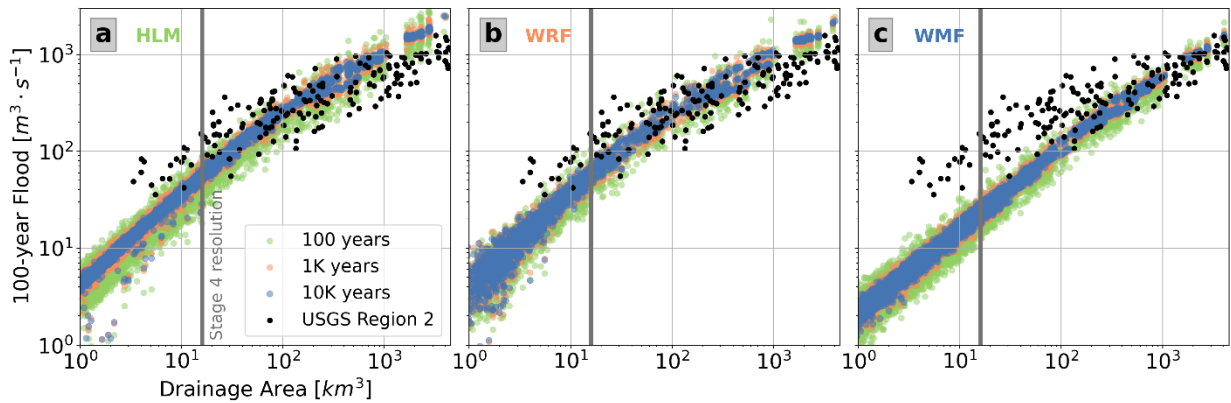 a HLM
b WRF
c WMF
100-year Flood [m³ · s⁻¹]
10³
10²
10¹
10⁰
Stage 4 resolution
100 years
1K years
10K years
USGS Region 2
10⁰ 10¹ 10² 10³
10⁰ 10¹ 10² 10³
10⁰ 10¹ 10² 10³
Drainage Area [km³]